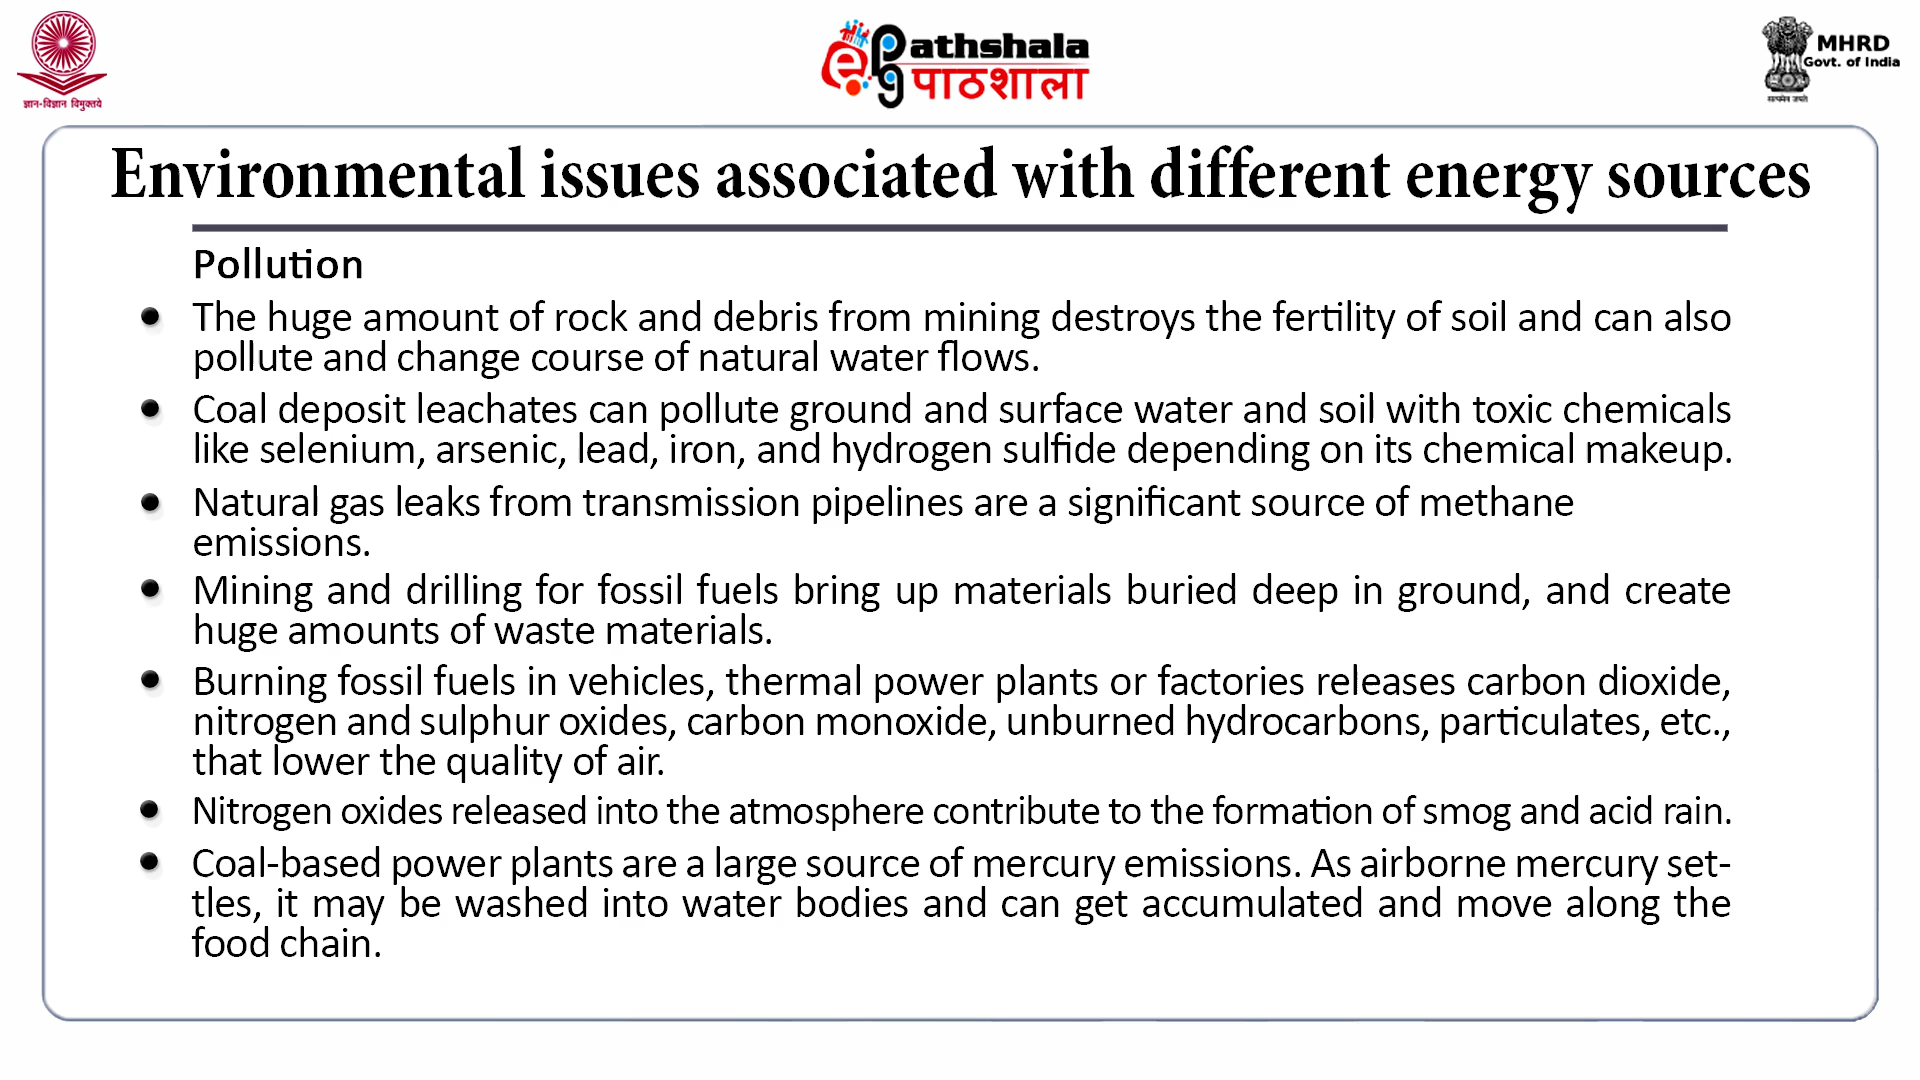 ज्ञान-विज्ञान विमुक्तये
ePathshala
पाठशाला
MHRD
Govt. of India
सत्यमेव जयते
Environmental issues associated with different energy sources
Pollution
The huge amount of rock and debris from mining destroys the fertility of soil and can also
pollute and change course of natural water flows.
Coal deposit leachates can pollute ground and surface water and soil with toxic chemicals
like selenium, arsenic, lead, iron, and hydrogen sulfide depending on its chemical makeup.
Natural gas leaks from transmission pipelines are a significant source of methane
emissions.
Mining and drilling for fossil fuels bring up materials buried deep in ground, and create
huge amounts of waste materials.
Burning fossil fuels in vehicles, thermal power plants or factories releases carbon dioxide,
nitrogen and sulphur oxides, carbon monoxide, unburned hydrocarbons, particulates, etc.,
that lower the quality of air.
Nitrogen oxides released into the atmosphere contribute to the formation of smog and acid rain.
Coal-based power plants are a large source of mercury emissions. As airborne mercury set-
tles, it may be washed into water bodies and can get accumulated and move along the
food chain.